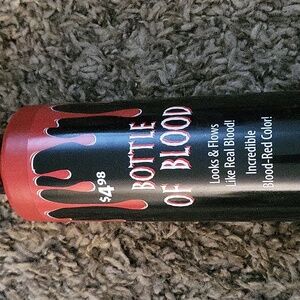 $4.98
BOTTLE
OF BLOOD
Looks & Flows
Like Real Blood!
Incredible
Blood-Red Color!